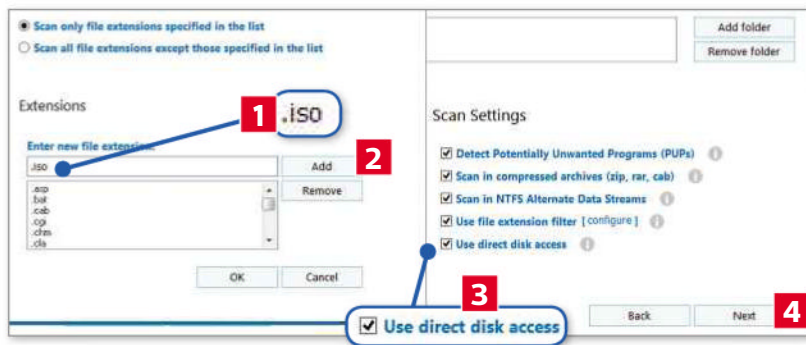 Scan only file extensions specified in the list
Scan all file extensions except those specified in the list
Extensions
1
.iso
Enter new file extension:
.iso
Add
2
.asp
.bat
.cab
.cgi
.chm
.cla
Remove
OK
Cancel
Add folder
Remove folder
Scan Settings
Detect Potentially Unwanted Programs (PUPs)
Scan in compressed archives (zip, rar, cab)
Scan in NTFS Alternate Data Streams
Use file extension filter [configure]
Use direct disk access
3
Use direct disk access
Back
Next
4